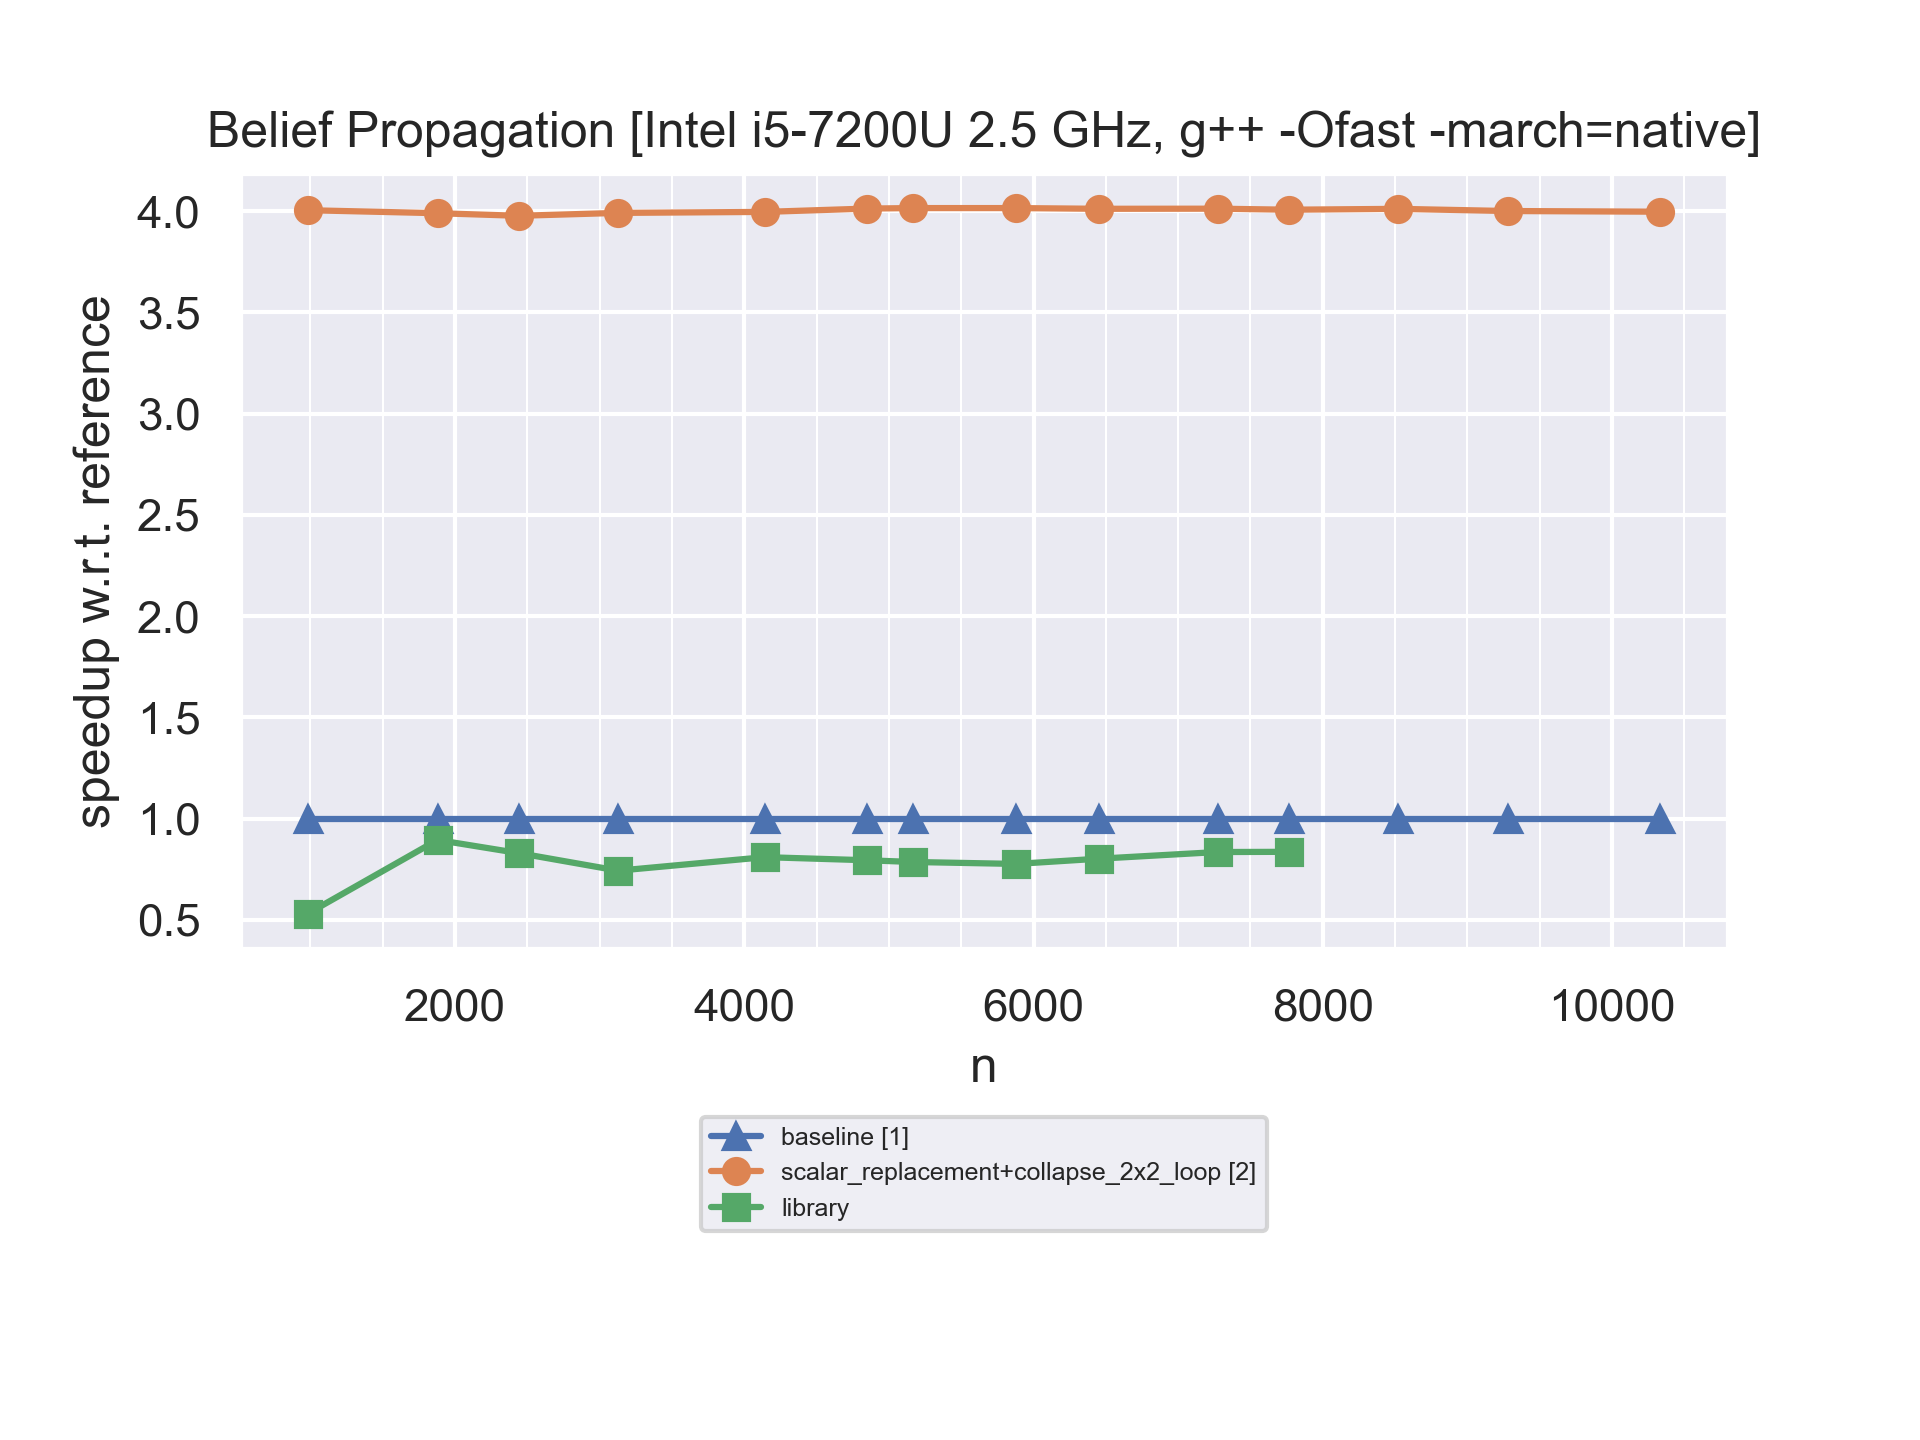 Belief Propagation [Intel i5-7200U 2.5 GHz, g++ -Ofast -march=native]
speedup w.r.t. reference
4.0
3.5
3.0
2.5
2.0
1.5
1.0
0.5
2000 4000 6000 8000 10000
n
baseline [1]
scalar_replacement+collapse_2x2_loop [2]
library